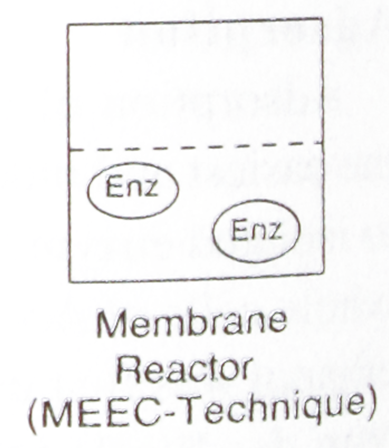 Enz
Enz
Membrane
Reactor
(MEEC-Technique)